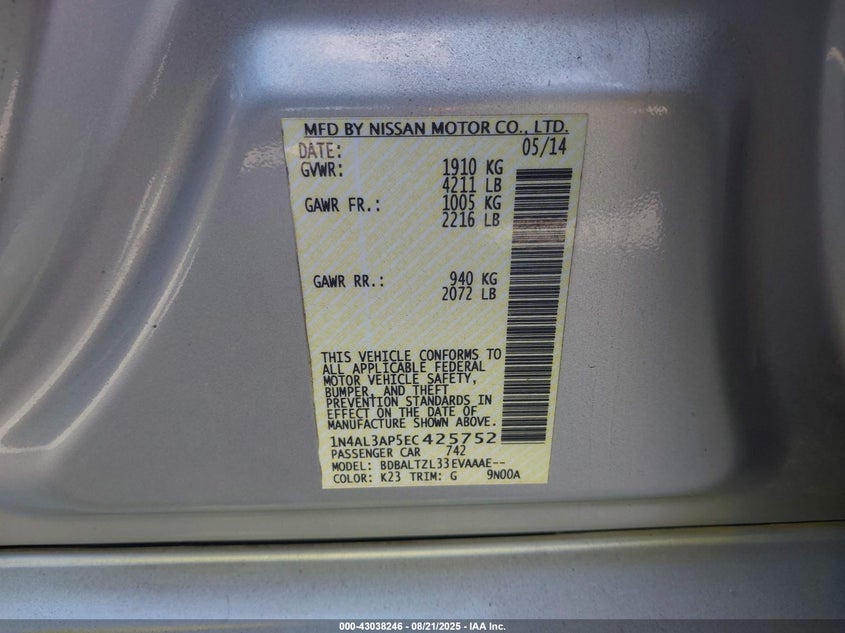 MFD BY NISSAN MOTOR CO., LTD.
DATE: 05/14
GVWR: 1910 KG
4211 LB
GAWR FR.: 1005 KG
2216 LB
GAWR RR.: 940 KG
2072 LB
THIS VEHICLE CONFORMS TO
ALL APPLICABLE FEDERAL
MOTOR VEHICLE SAFETY,
BUMPER, AND THEFT
PREVENTION STANDARDS IN
EFFECT ON THE DATE OF
MANUFACTURE SHOWN ABOVE.
1N4AL3AP5EC425752
PASSENGER CAR 742
MODEL: BDBALTZL33EVAAAE--
COLOR: K23 TRIM: G 9N00A
000-43038246 - 08/21/2025 - IAA Inc.